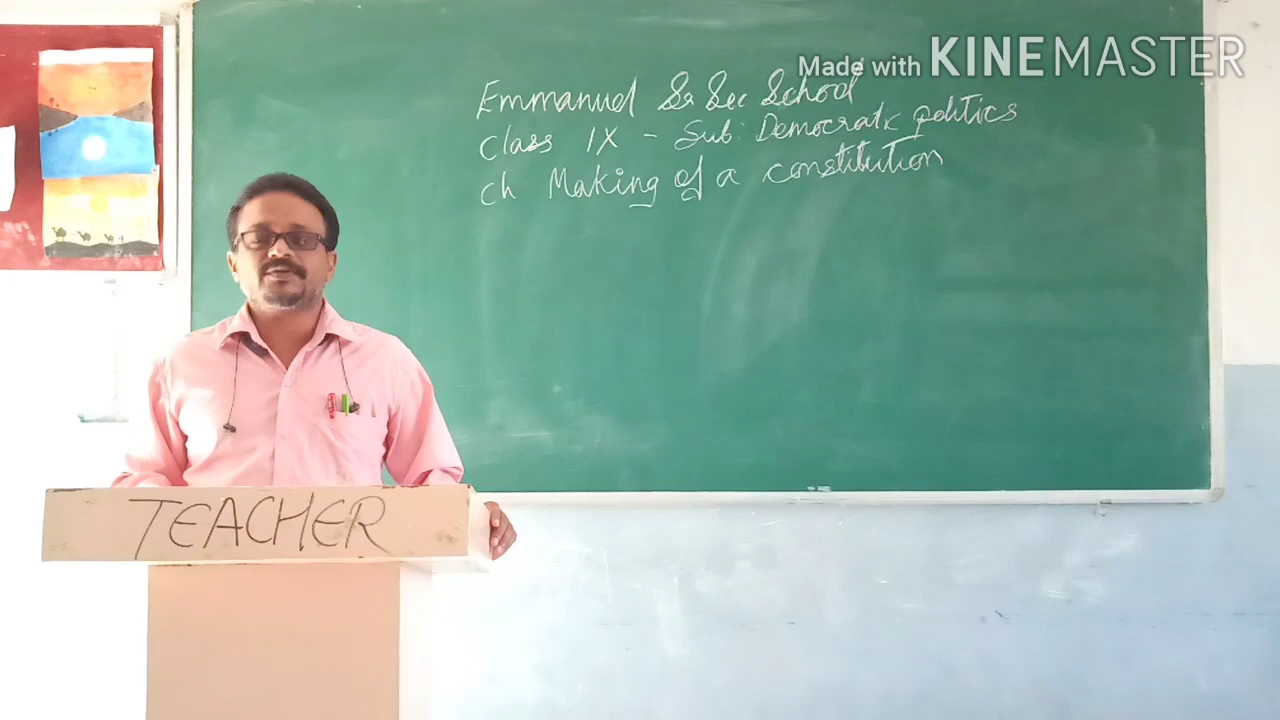 Made with KINEMASTER
Emmanuel Sr Sec School
Class IX - Sub: Democratic politics
Ch Making of a constitution
TEACHER